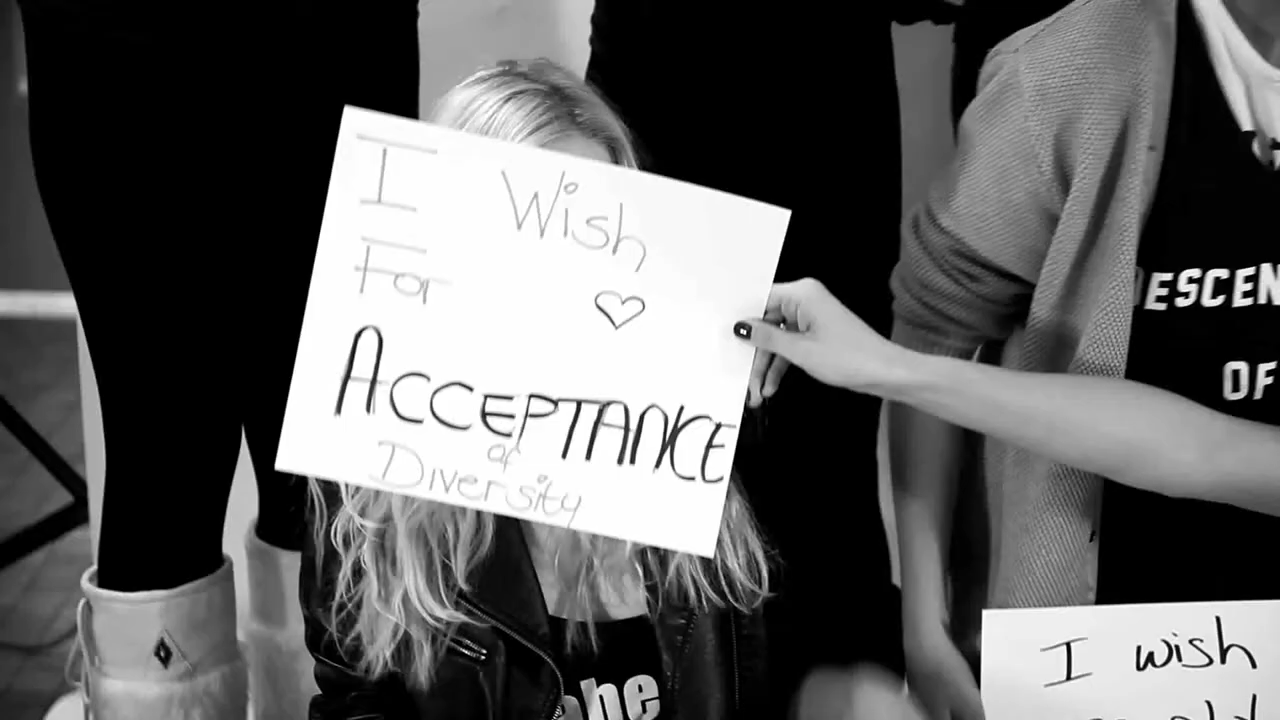 I Wish
For
ACCEPTANCE
of
Diversity
ESCEN
OF
I wish